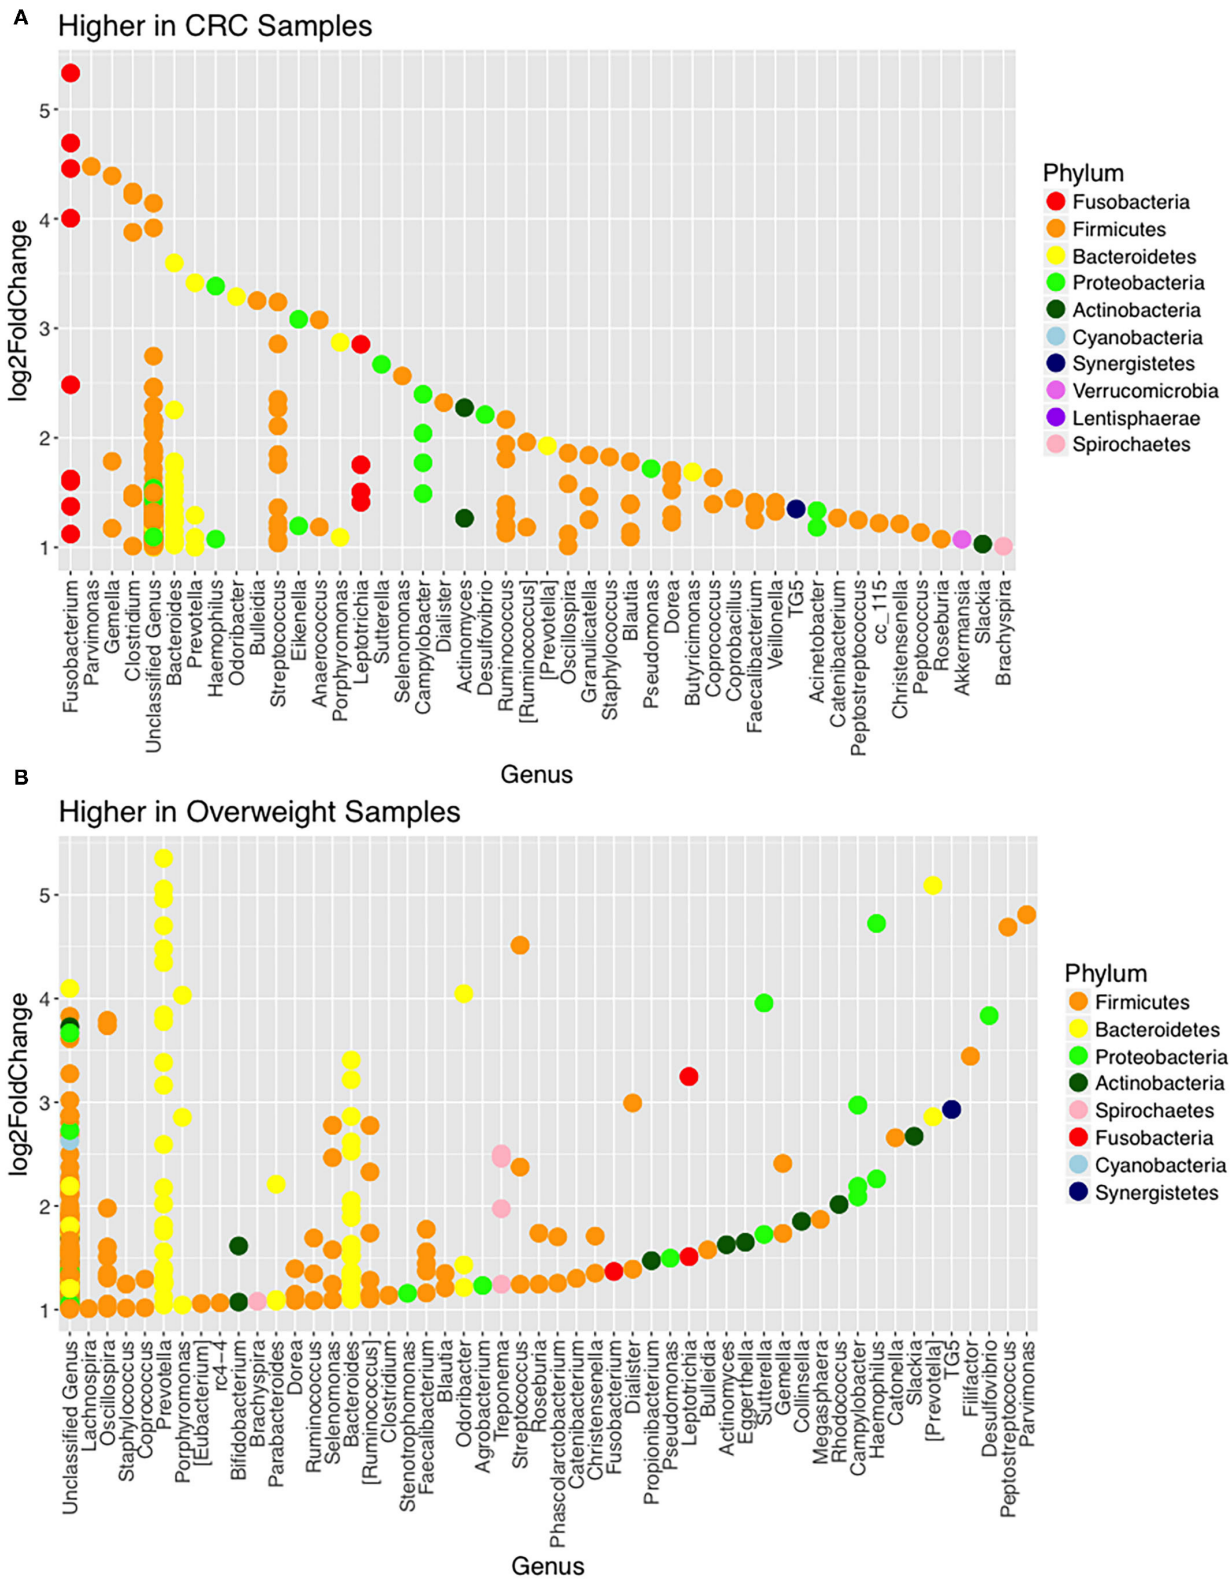 A
Higher in CRC Samples
log2FoldChange
5
4
3
2
1
Fusobacterium
Parvimonas
Gemella
Clostridium
Unclassified Genus
Bacteroides
Prevotella
Haemophilus
Odoribacter
Bulleidia
Streptococcus
Eikenella
Anaerococcus
Porphyromonas
Leptotrichia
Sutterella
Selenomonas
Campylobacter
Dialister
Actinomyces
Desulfovibrio
Ruminococcus
[Ruminococcus]
[Prevotella]
Oscillospira
Granulicatella
Staphylococcus
Blautia
Pseudomonas
Dorea
Butyricimonas
Coprococcus
Coprobacillus
Faecalibacterium
Veillonella
TG5
Acinetobacter
Catenibacterium
Peptostreptococcus
cc_115
Christensenella
Peptococcus
Roseburia
Akkermansia
Slackia
Brachyspira
Genus
Phylum
Fusobacteria
Firmicutes
Bacteroidetes
Proteobacteria
Actinobacteria
Cyanobacteria
Synergistetes
Verrucomicrobia
Lentisphaerae
Spirochaetes
B
Higher in Overweight Samples
log2FoldChange
5
4
3
2
1
Unclassified Genus
Lachnospira
Oscillospira
Staphylococcus
Coprococcus
Prevotella
Porphyromonas
[Eubacterium]
rc4-4
Bifidobacterium
Brachyspira
Parabacteroides
Dorea
Ruminococcus
Selenomonas
Bacteroides
[Ruminococcus]
Clostridium
Stenotrophomonas
Faecalibacterium
Blautia
Odoribacter
Agrobacterium
Treponema
Streptococcus
Roseburia
Phascolarctobacterium
Catenibacterium
Christensenella
Fusobacterium
Dialister
Propionibacterium
Pseudomonas
Leptotrichia
Bulleidia
Actinomyces
Eggerthella
Sutterella
Gemella
Collinsella
Megasphaera
Rhodococcus
Campylobacter
Haemophilus
Catonella
Slackia
[Prevotella]
TG5
Filifactor
Desulfovibrio
Peptostreptococcus
Parvimonas
Genus
Phylum
Firmicutes
Bacteroidetes
Proteobacteria
Actinobacteria
Spirochaetes
Fusobacteria
Cyanobacteria
Synergistetes